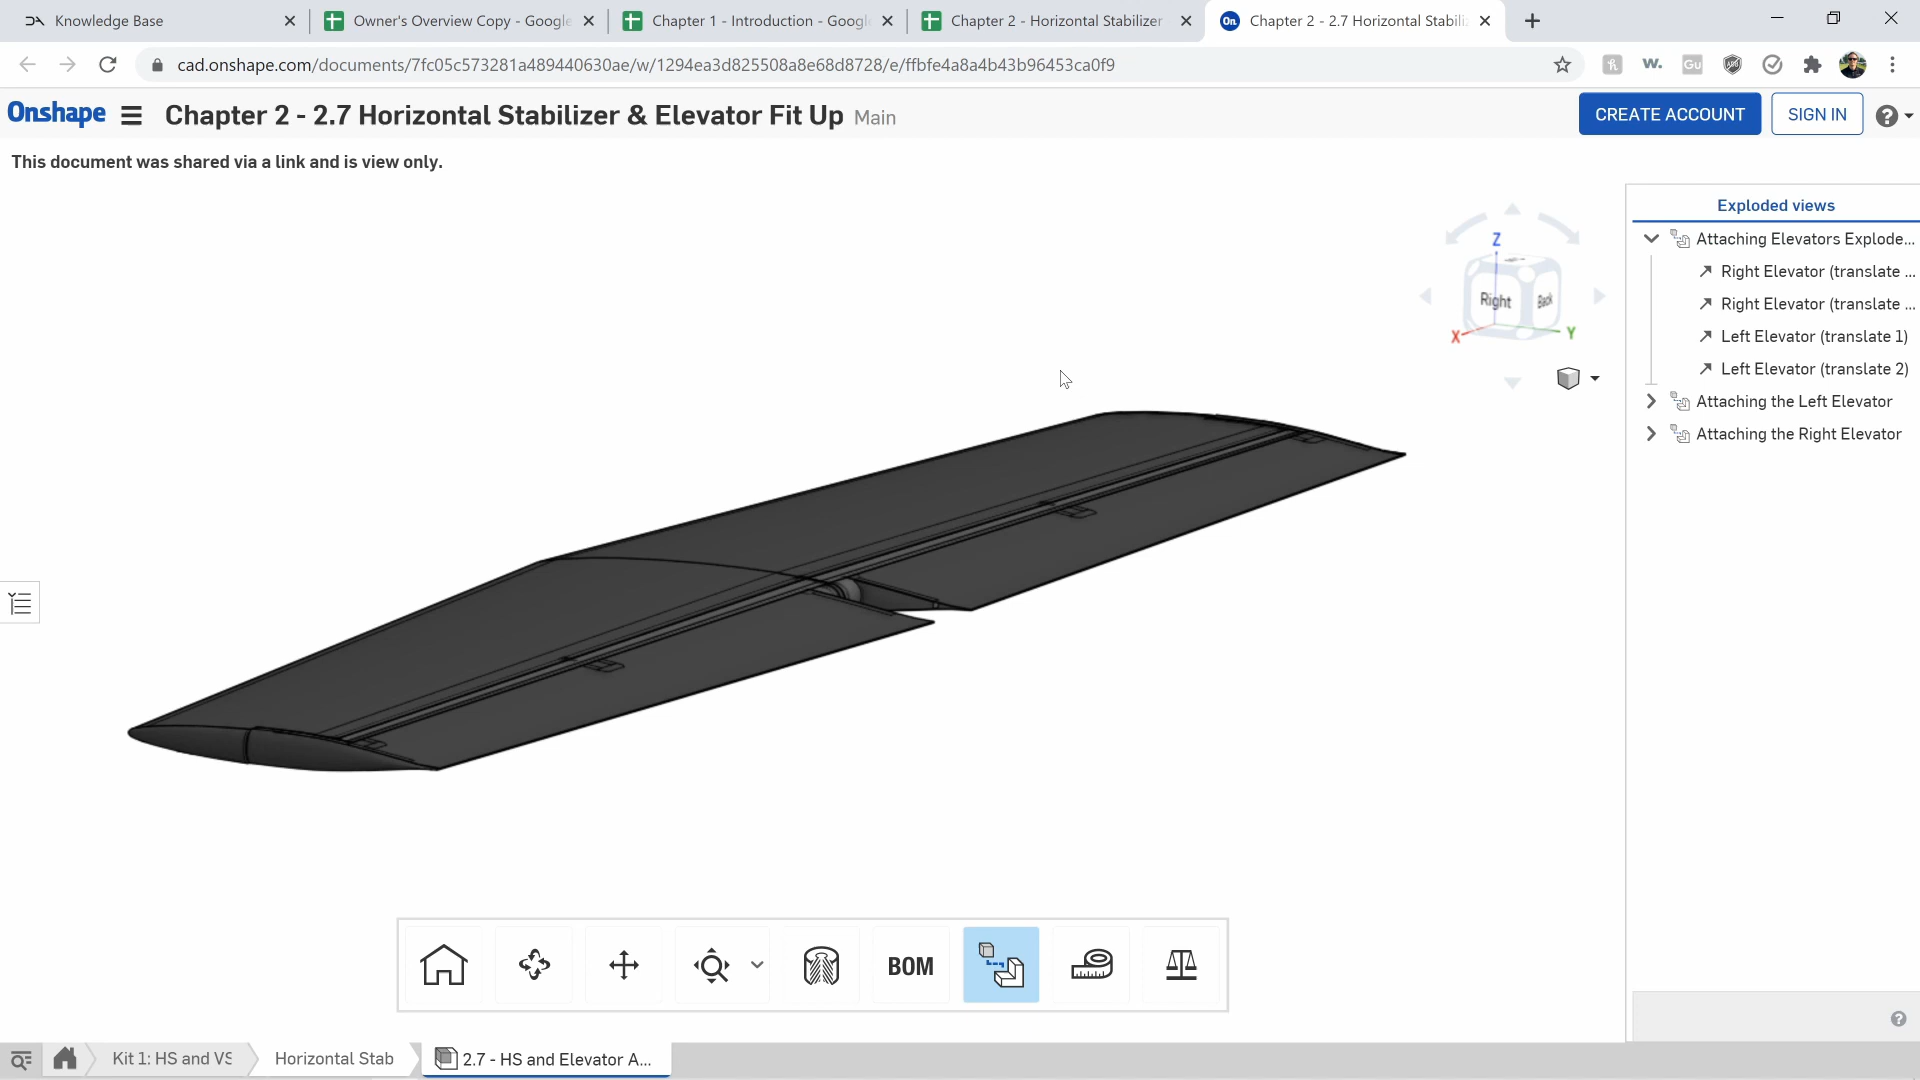 Knowledge Base
Owner's Overview Copy - Google
Chapter 1 - Introduction - Googl
Chapter 2 - Horizontal Stabilizer
On
Chapter 2 - 2.7 Horizontal Stabili
cad.onshape.com/documents/7fc05c573281a489440630ae/w/1294ea3d825508a8e68d8728/e/ffbfe4a8a4b43b96453ca0f9
w.
Gu
Onshape
Chapter 2 - 2.7 Horizontal Stabilizer & Elevator Fit Up Main
CREATE ACCOUNT
SIGN IN
?
This document was shared via a link and is view only.
Exploded views
Attaching Elevators Explode...
Right Elevator (translate ...
Right Elevator (translate ...
Left Elevator (translate 1)
Left Elevator (translate 2)
Attaching the Left Elevator
Attaching the Right Elevator
Z
Right
Back
X
Y
BOM
?
Kit 1: HS and VS
Horizontal Stab
2.7 - HS and Elevator A...